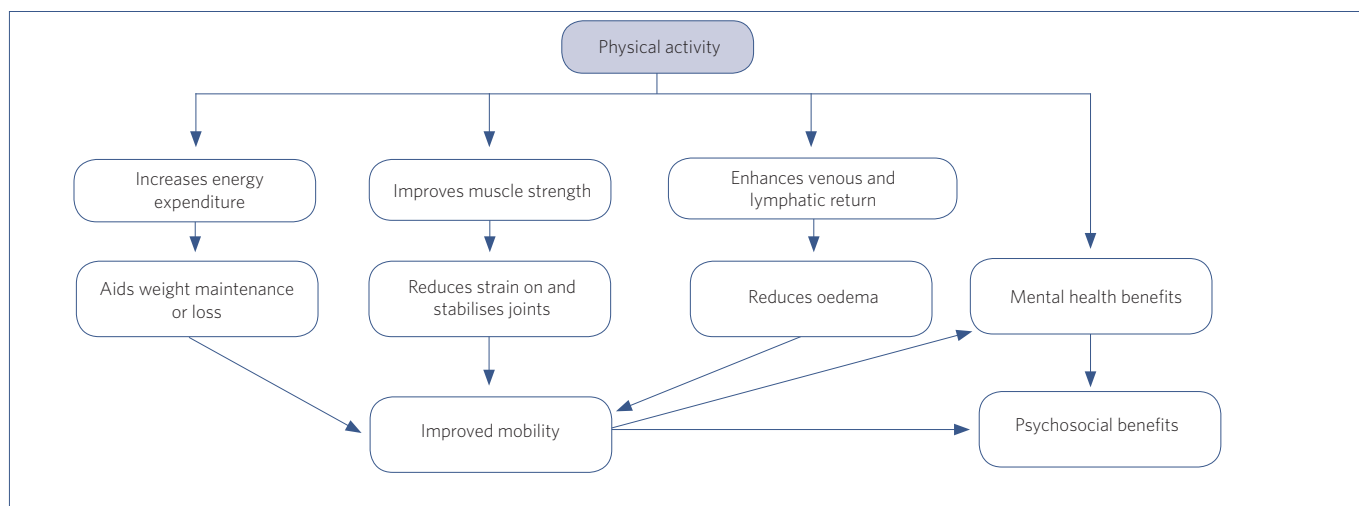 Physical activity
Increases energy
expenditure
Improves muscle strength
Enhances venous and
lymphatic return
Aids weight maintenance
or loss
Reduces strain on and
stabilises joints
Reduces oedema
Mental health benefits
Improved mobility
Psychosocial benefits